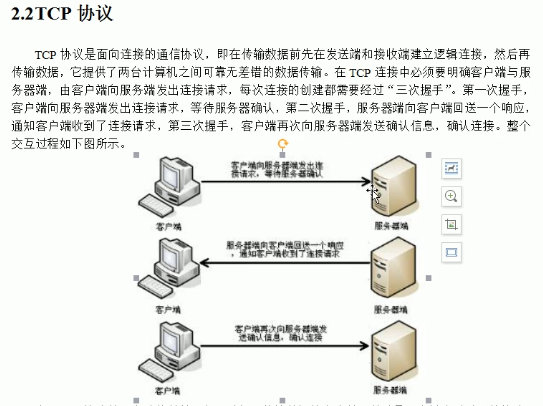 2.2TCP 协议
TCP 协议是面向连接的通信协议，即在传输数据前先在发送端和接收端建立逻辑连接，然后再
传输数据，它提供了两台计算机之间可靠无差错的数据传输。在 TCP 连接中必须要明确客户端与服
务器端，由客户端向服务端发出连接请求，每次连接的创建都需要经过“三次握手”。第一次握手，
客户端向服务器端发出连接请求，等待服务器确认，第二次握手，服务器端向客户端回送一个响应，
通知客户端收到了连接请求，第三次握手，客户端再次向服务器端发送确认信息，确认连接。整个
交互过程如下图所示。
客户端向服务器端发出连
接请求，等待服务器确认
客户端
服务器端
服务器端向客户端回送一个响应
，通知客户端收到了连接请求
客户端
服务器端
客户端再次向服务器端发
送确认信息，确认连接
客户端
服务器端